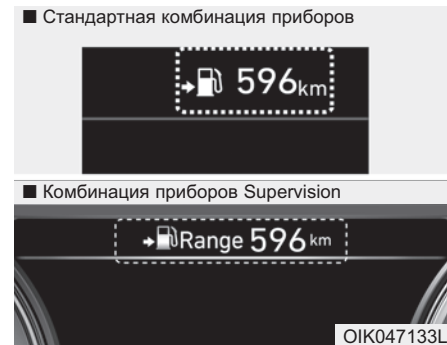 ■ Стандартная комбинация приборов
596km
■ Комбинация приборов Supervision
Range 596 km
OIK047133L